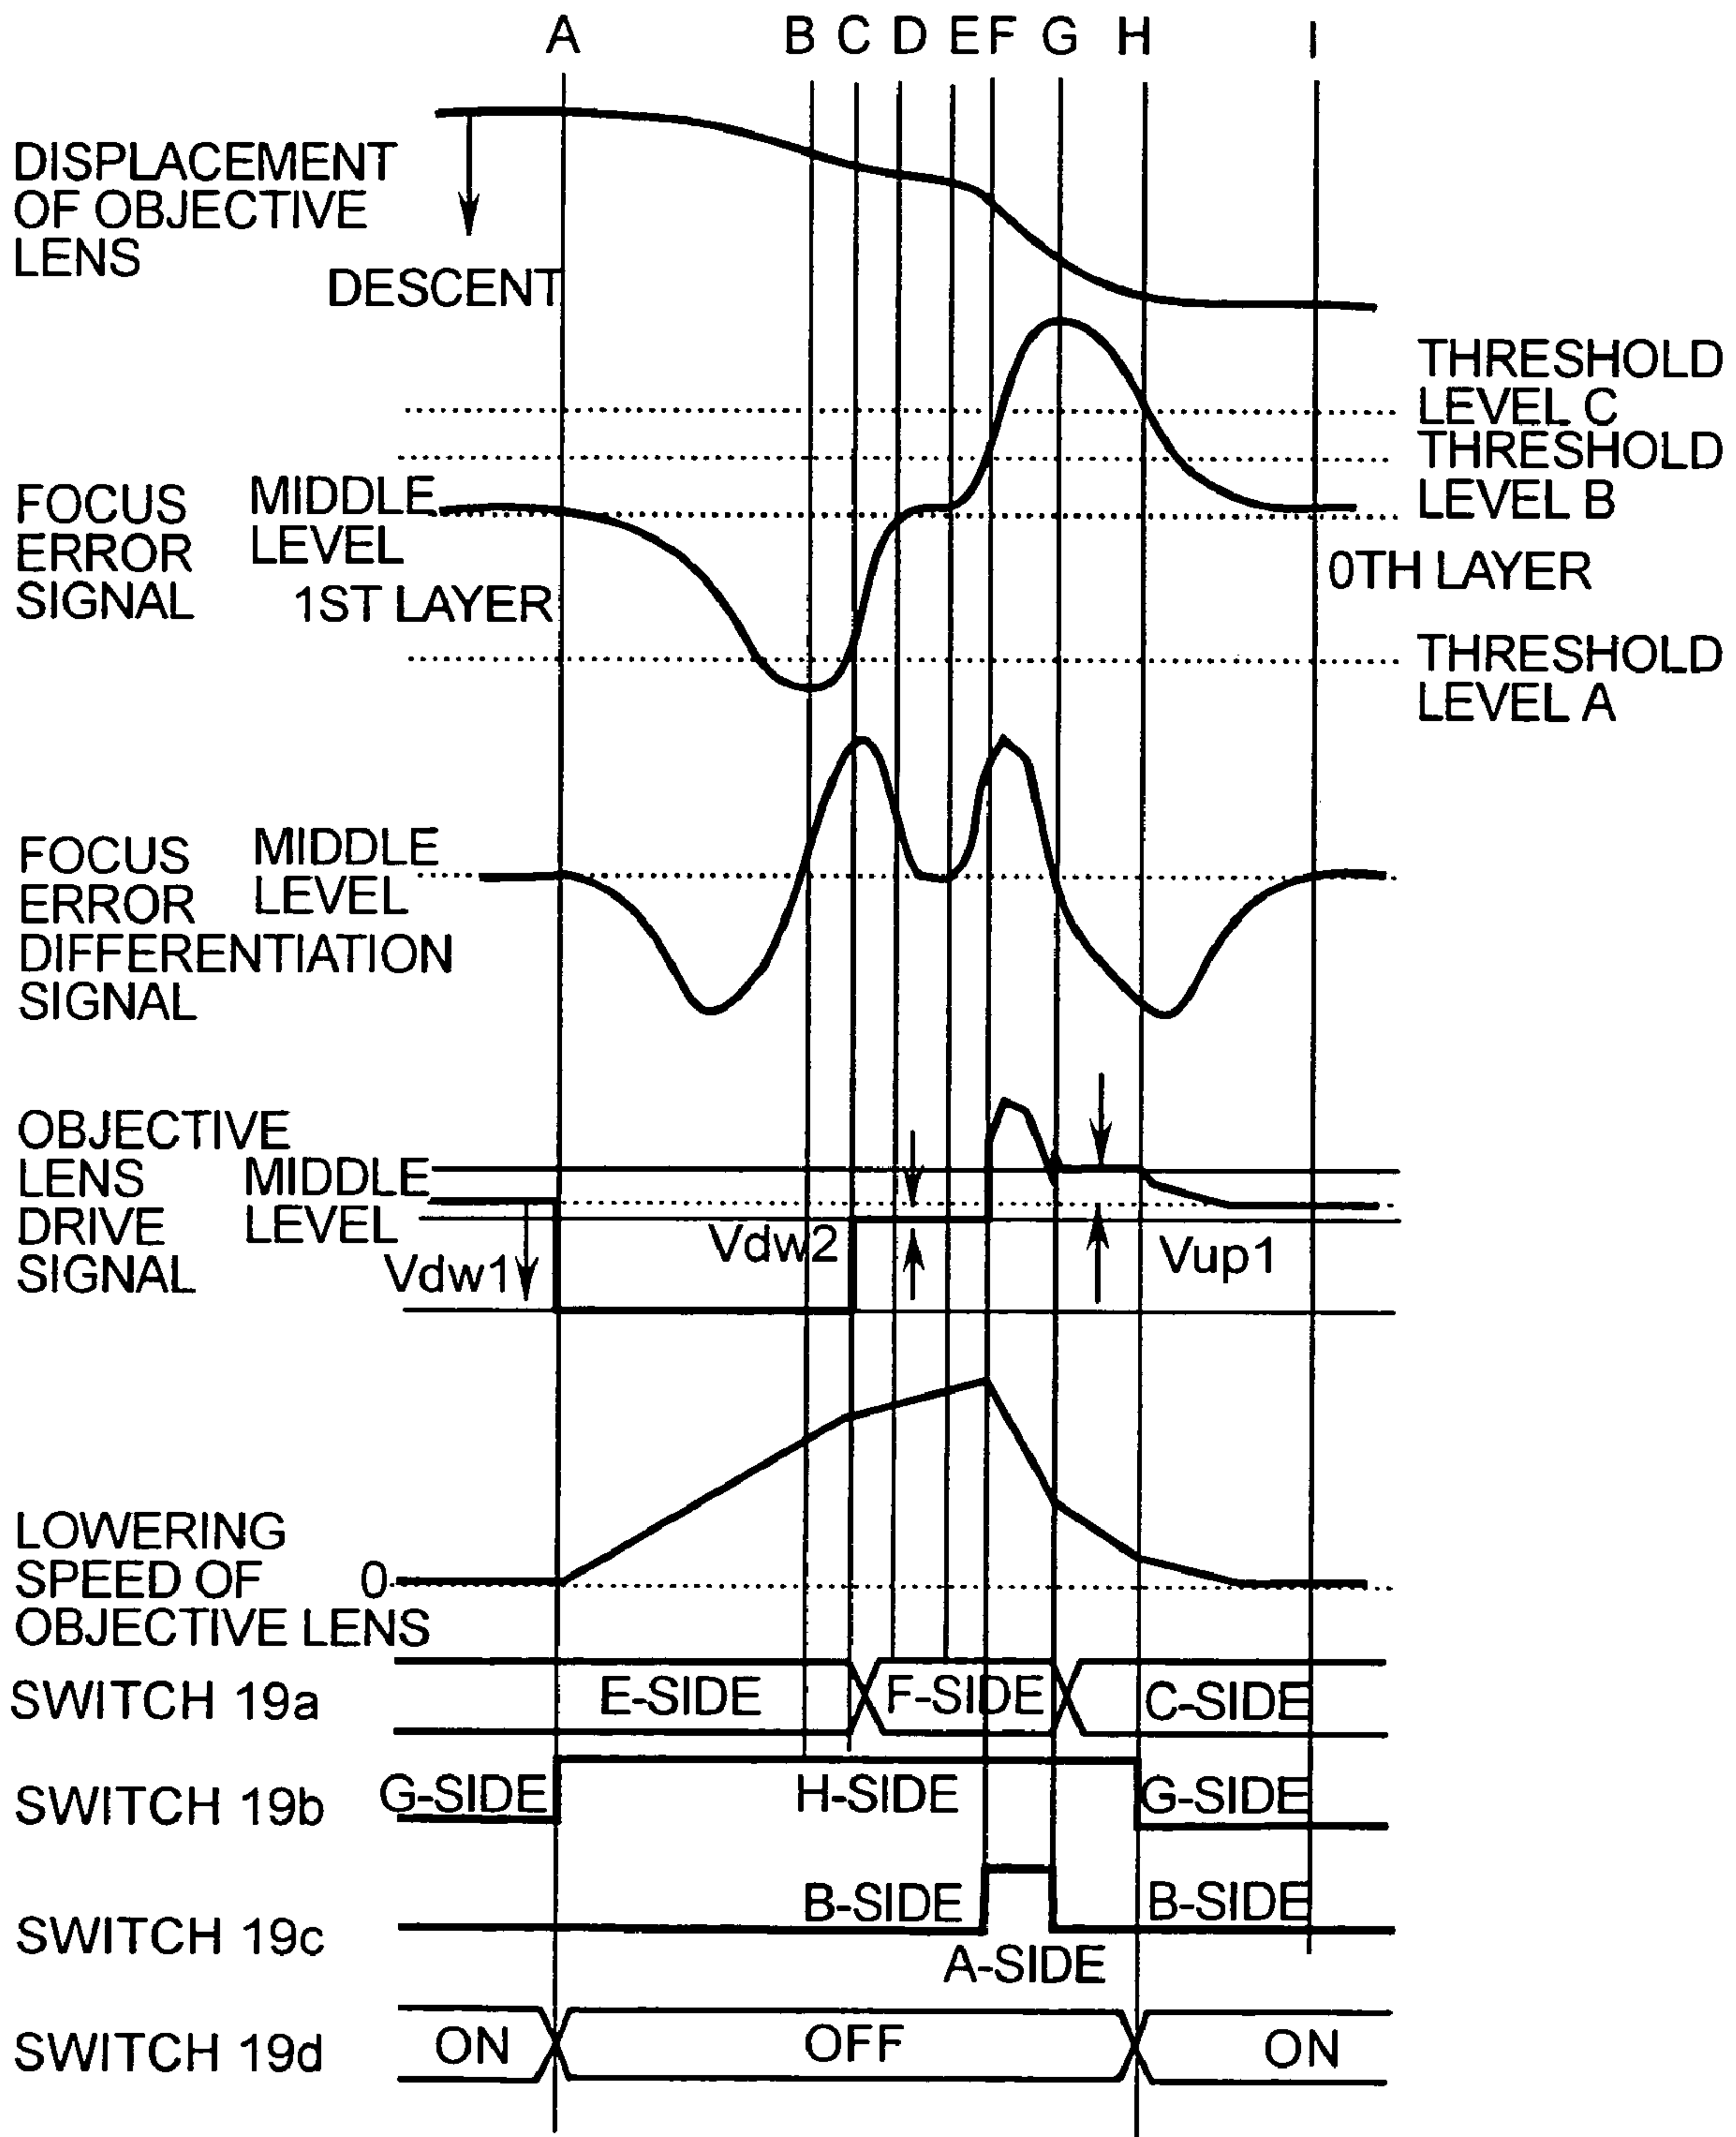 A B C D E F G H I
DISPLACEMENT
OF OBJECTIVE
LENS
DESCENT
THRESHOLD
LEVEL C
THRESHOLD
LEVEL B
FOCUS
ERROR
SIGNAL
MIDDLE
LEVEL
1ST LAYER
0TH LAYER
THRESHOLD
LEVEL A
FOCUS
ERROR
DIFFERENTIATION
SIGNAL
MIDDLE
LEVEL
OBJECTIVE
LENS
DRIVE
SIGNAL
MIDDLE
LEVEL
Vdw1
Vdw2
Vup1
LOWERING
SPEED OF
OBJECTIVE LENS
0
SWITCH 19a
E-SIDE
F-SIDE
C-SIDE
SWITCH 19b
G-SIDE
H-SIDE
G-SIDE
SWITCH 19c
B-SIDE
A-SIDE
B-SIDE
SWITCH 19d
ON
OFF
ON